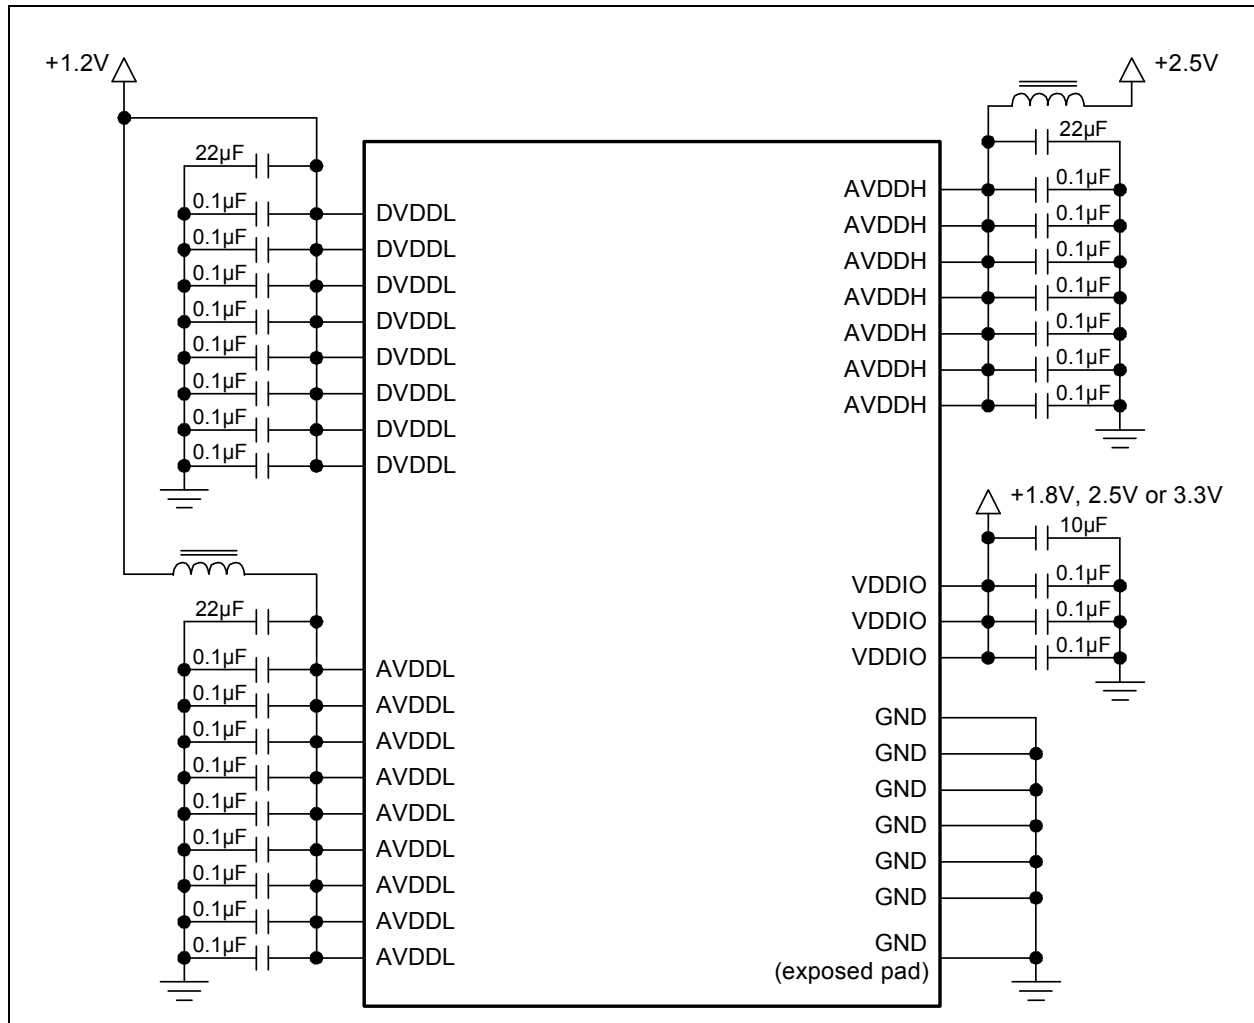 +1.2V
22µF
0.1µF
DVDDL
0.1µF
DVDDL
0.1µF
DVDDL
0.1µF
DVDDL
0.1µF
DVDDL
0.1µF
DVDDL
0.1µF
DVDDL
0.1µF
DVDDL
22µF
0.1µF
AVDDL
0.1µF
AVDDL
0.1µF
AVDDL
0.1µF
AVDDL
0.1µF
AVDDL
0.1µF
AVDDL
0.1µF
AVDDL
0.1µF
AVDDL
0.1µF
AVDDL
+2.5V
22µF
AVDDH
0.1µF
AVDDH
0.1µF
AVDDH
0.1µF
AVDDH
0.1µF
AVDDH
0.1µF
AVDDH
0.1µF
AVDDH
0.1µF
+1.8V, 2.5V or 3.3V
10µF
VDDIO
0.1µF
VDDIO
0.1µF
VDDIO
0.1µF
GND
GND
GND
GND
GND
GND
GND
(exposed pad)